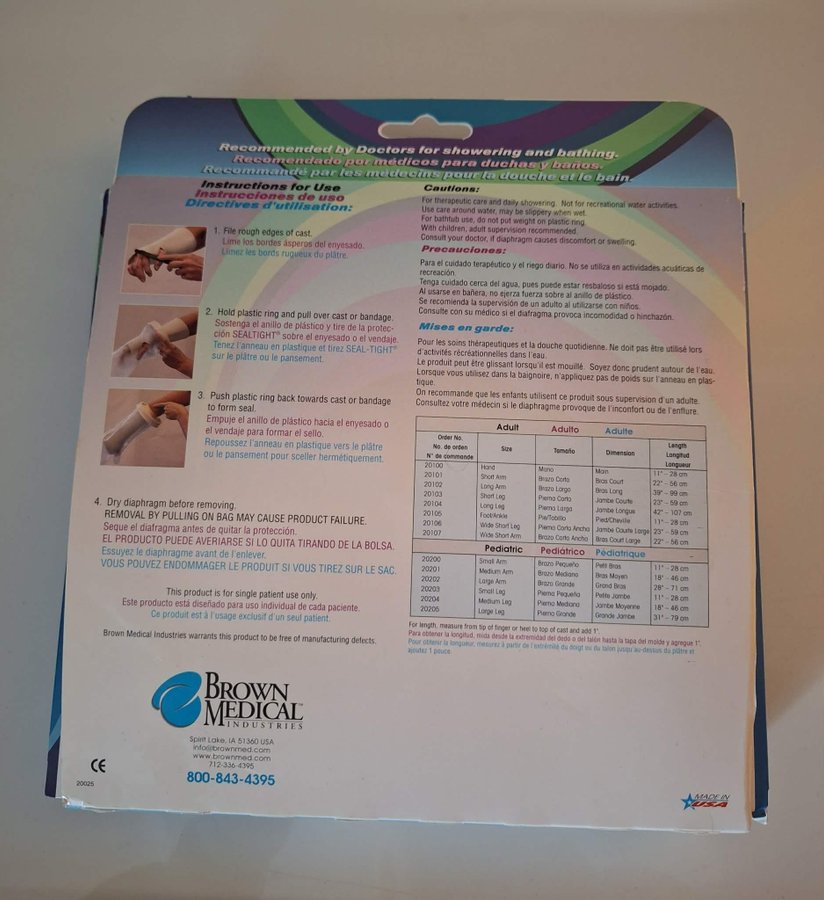 Recommended by Doctors for showering and bathing.
Recomendado por médicos para duchas y baños.
Recommandé par les médecins pour la douche et le bain.
Instructions for Use
Instrucciones de uso
Directives d'utilisation:
1. File rough edges of cast.
Lime los bordes ásperos del enyesado.
Limez les bords rugueux du plâtre.
2. Hold plastic ring and pull over cast or bandage.
Sostenga el anillo de plástico y tire de la protec-
ción SEALTIGHT® sobre el enyesado o el vendaje.
Tenez l'anneau en plastique et tirez SEAL-TIGHT®
sur le plâtre ou le pansement.
3. Push plastic ring back towards cast or bandage
to form seal.
Empuje el anillo de plástico hacia el enyesado o
el vendaje para formar el sello.
Repoussez l'anneau en plastique vers le plâtre
ou le pansement pour sceller hermétiquement.
4. Dry diaphragm before removing.
REMOVAL BY PULLING ON BAG MAY CAUSE PRODUCT FAILURE.
Seque el diafragma antes de quitar la protección.
EL PRODUCTO PUEDE AVERIARSE SI LO QUITA TIRANDO DE LA BOLSA.
Essuyez le diaphragme avant de l'enlever.
VOUS POUVEZ ENDOMMAGER LE PRODUIT SI VOUS TIREZ SUR LE SAC.
This product is for single patient use only.
Este producto está diseñado para uso individual de cada paciente.
Ce produit est à l'usage exclusif d'un seul patient.
Brown Medical Industries warrants this product to be free of manufacturing defects.
BROWN
MEDICAL™
INDUSTRIES
Spirit Lake, IA 51360 USA
info@brownmed.com
www.brownmed.com
712-336-4395
800-843-4395
CE
20025
Cautions:
For therapeutic care and daily showering. Not for recreational water activities.
Use care around water, may be slippery when wet.
For bathtub use, do not put weight on plastic ring.
With children, adult supervision recommended.
Consult your doctor, if diaphragm causes discomfort or swelling.
Precauciones:
Para el cuidado terapéutico y el riego diario. No se utiliza en actividades acuáticas de
recreación.
Tenga cuidado cerca del agua, pues puede estar resbaloso si está mojado.
Al usarse en bañera, no ejerza fuerza sobre al anillo de plástico.
Se recomienda la supervisión de un adulto al utilizarse con niños.
Consulte con su médico si el diafragma provoca incomodidad o hinchazón.
Mises en garde:
Pour les soins thérapeutiques et la douche quotidienne. Ne doit pas être utilisé lors
d'activités récréationnelles dans l'eau.
Le produit peut être glissant lorsqu'il est mouillé. Soyez donc prudent autour de l'eau.
Lorsque vous utilisez dans la baignoire, n'appliquez pas de poids sur l'anneau en plas-
tique.
On recommande que les enfants utilisent ce produit sous supervision d'un adulte.
Consultez votre médecin si le diaphragme provoque de l'inconfort ou de l'enflure.
Adult Adulto Adulte
Order No. No. de orden N° de commande Size Tamaño Dimension Length Longitud Longueur
20100 Hand Mano Main 11" – 28 cm
20101 Short Arm Brazo Corto Bras Court 22" – 56 cm
20102 Long Arm Brazo Largo Bras Long 39" – 99 cm
20103 Short Leg Pierna Corto Jambe Courte 23" – 59 cm
20104 Long Leg Pierna Largo Jambe Longue 42" – 107 cm
20105 Foot/Ankle Pie/Tobillo Pied/Cheville 11" – 28 cm
20106 Wide Short Leg Pierna Corto Ancho Jambe Courte Large 23" – 59 cm
20107 Wide Short Arm Brazo Corto Ancho Bras Court Large 22" – 56 cm
Pediatric Pediátrico Pédiatrique
20200 Small Arm Brazo Pequeño Petit Bras 11" – 28 cm
20201 Medium Arm Brazo Mediano Bras Moyen 18" – 46 cm
20202 Large Arm Brazo Grande Grand Bras 28" – 71 cm
20203 Small Leg Pierna Pequeña Petite Jambe 11" – 28 cm
20204 Medium Leg Pierna Mediano Jambe Moyenne 18" – 46 cm
20205 Large Leg Pierna Grande Grande Jambe 31" – 79 cm
For length, measure from tip of finger or heel to top of cast and add 1".
Para obtener la longitud, mida desde la extremidad del dedo o del talón hasta la tapa del molde y agregue 1".
Pour obtenir la longueur, mesurez à partir de l'extrémité du doigt ou du talon jusqu'au-dessus du plâtre et
ajoutez 1 pouce.
MADE IN
USA